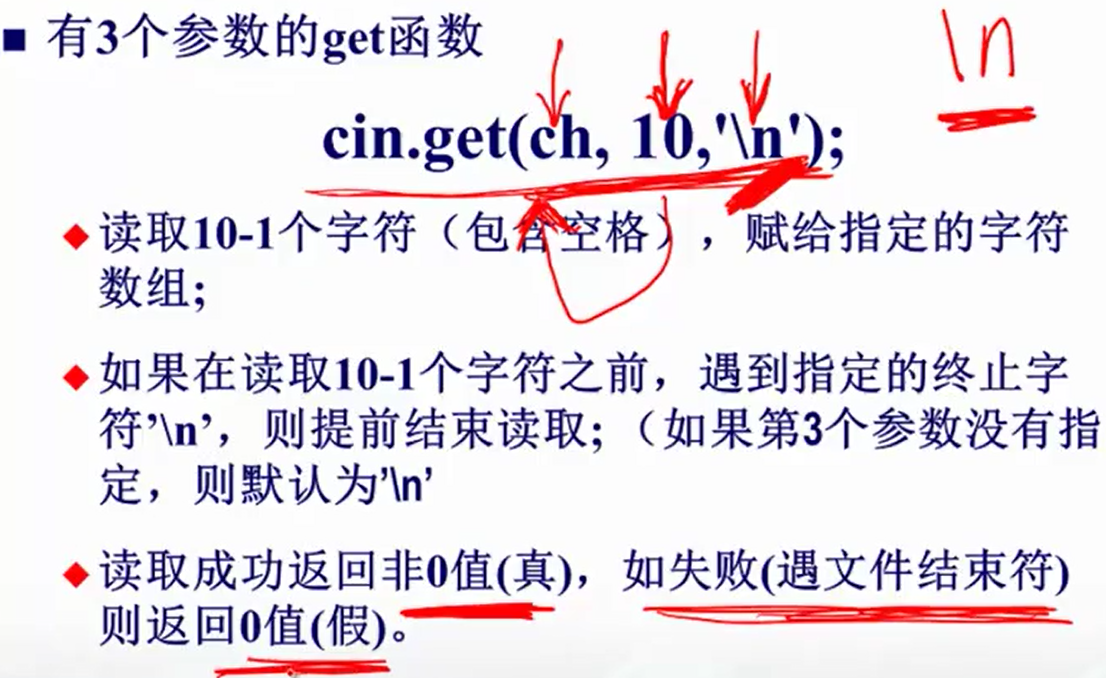 ■ 有3个参数的get函数
\n
cin.get(ch, 10,'\n');
◆读取10-1个字符（包含空格），赋给指定的字符
数组;
◆如果在读取10-1个字符之前，遇到指定的终止字
符’\n’，则提前结束读取;（如果第3个参数没有指
定，则默认为’\n’
◆读取成功返回非0值(真)，如失败(遇文件结束符)
则返回0值(假)。